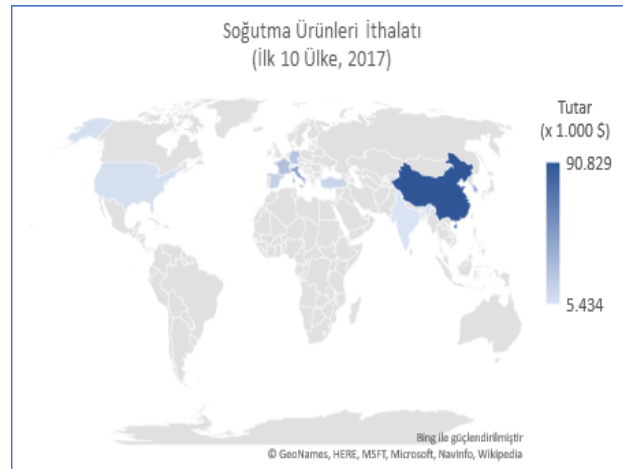 Soğutma Ürünleri İthalatı
(İlk 10 Ülke, 2017)
Tutar
(x 1.000 $)
90.829
5.434
Bing ile güçlendirilmiştir
© GeoNames, HERE, MSFT, Microsoft, NavInfo, Wikipedia